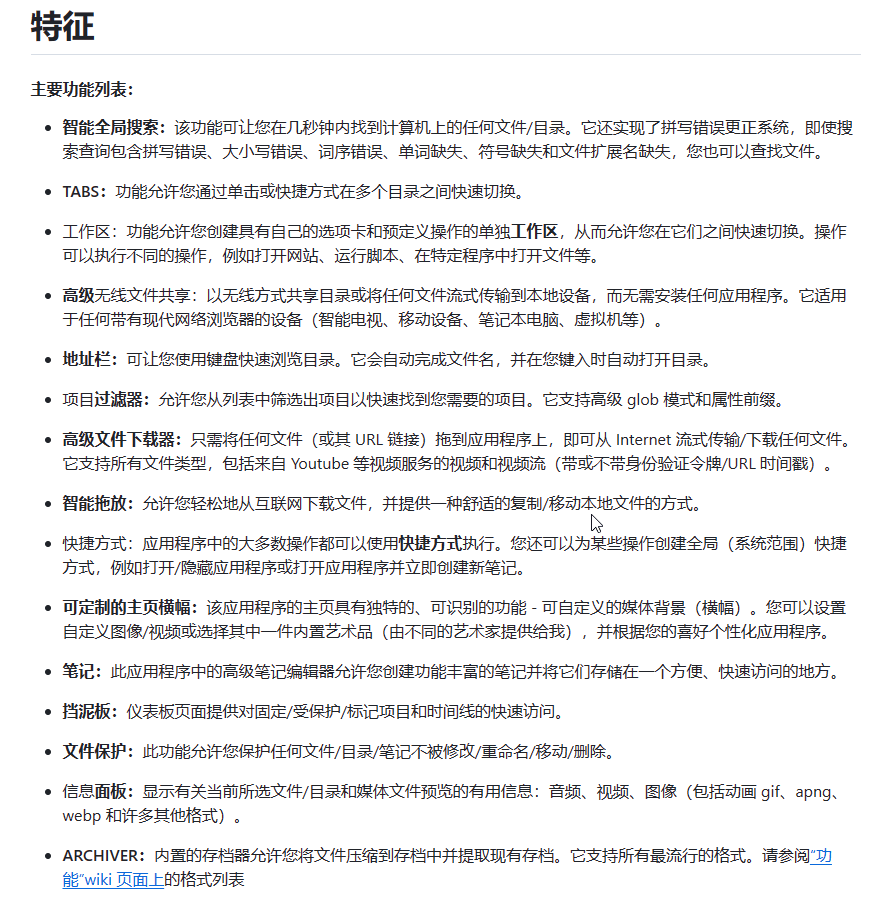 特征
主要功能列表：
智能全局搜索：该功能可让您在几秒钟内找到计算机上的任何文件/目录。它还实现了拼写错误更正系统，即使搜
索查询包含拼写错误、大小写错误、词序错误、单词缺失、符号缺失和文件扩展名缺失，您也可以查找文件。
TABS：功能允许您通过单击或快捷方式在多个目录之间快速切换。
工作区：功能允许您创建具有自己的选项卡和预定义操作的单独工作区，从而允许您在它们之间快速切换。操作
可以执行不同的操作，例如打开网站、运行脚本、在特定程序中打开文件等。
高级无线文件共享：以无线方式共享目录或将任何文件流式传输到本地设备，而无需安装任何应用程序。它适用
于任何带有现代网络浏览器的设备（智能电视、移动设备、笔记本电脑、虚拟机等）。
地址栏：可让您使用键盘快速浏览目录。它会自动完成文件名，并在您键入时自动打开目录。
项目过滤器：允许您从列表中筛选出项目以快速找到您需要的项目。它支持高级 glob 模式和属性前缀。
高级文件下载器：只需将任何文件（或其 URL 链接）拖到应用程序上，即可从 Internet 流式传输/下载任何文件。
它支持所有文件类型，包括来自 Youtube 等视频服务的视频和视频流（带或不带身份验证令牌/URL 时间戳）。
智能拖放：允许您轻松地从互联网下载文件，并提供一种舒适的复制/移动本地文件的方式。
快捷方式：应用程序中的大多数操作都可以使用快捷方式执行。您还可以为某些操作创建全局（系统范围）快捷
方式，例如打开/隐藏应用程序或打开应用程序并立即创建新笔记。
可定制的主页横幅：该应用程序的主页具有独特的、可识别的功能 - 可自定义的媒体背景（横幅）。您可以设置
自定义图像/视频或选择其中一件内置艺术品（由不同的艺术家提供给我），并根据您的喜好个性化应用程序。
笔记：此应用程序中的高级笔记编辑器允许您创建功能丰富的笔记并将它们存储在一个方便、快速访问的地方。
挡泥板：仪表板页面提供对固定/受保护/标记项目和时间线的快速访问。
文件保护：此功能允许您保护任何文件/目录/笔记不被修改/重命名/移动/删除。
信息面板：显示有关当前所选文件/目录和媒体文件预览的有用信息：音频、视频、图像（包括动画 gif、apng、
webp 和许多其他格式）。
ARCHIVER：内置的存档器允许您将文件压缩到存档中并提取现有存档。它支持所有最流行的格式。请参阅“功
能”wiki 页面上的格式列表